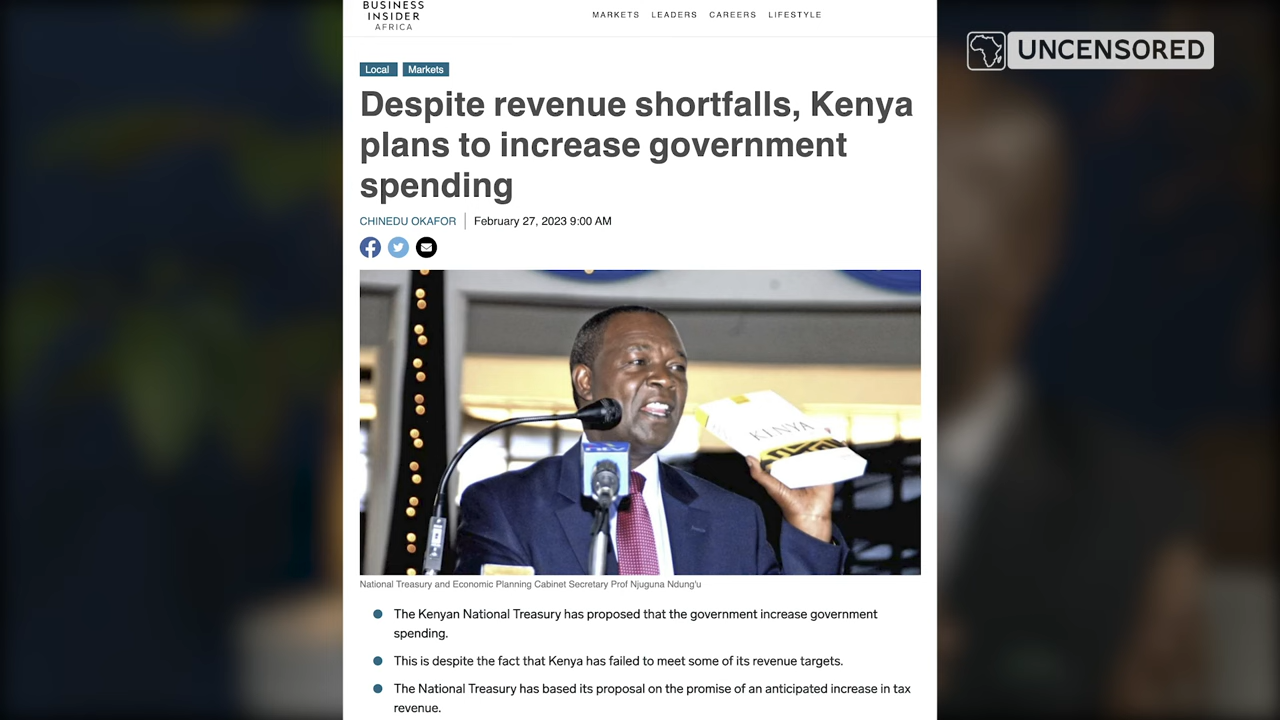 BUSINESS
INSIDER
AFRICA
MARKETS LEADERS CAREERS LIFESTYLE
UNCENSORED
Local Markets
Despite revenue shortfalls, Kenya
plans to increase government
spending
CHINEDU OKAFOR February 27, 2023 9:00 AM
ntv
KENYA
National Treasury and Economic Planning Cabinet Secretary Prof Njuguna Ndung'u
The Kenyan National Treasury has proposed that the government increase government
spending.
This is despite the fact that Kenya has failed to meet some of its revenue targets.
The National Treasury has based its proposal on the promise of an anticipated increase in tax
revenue.